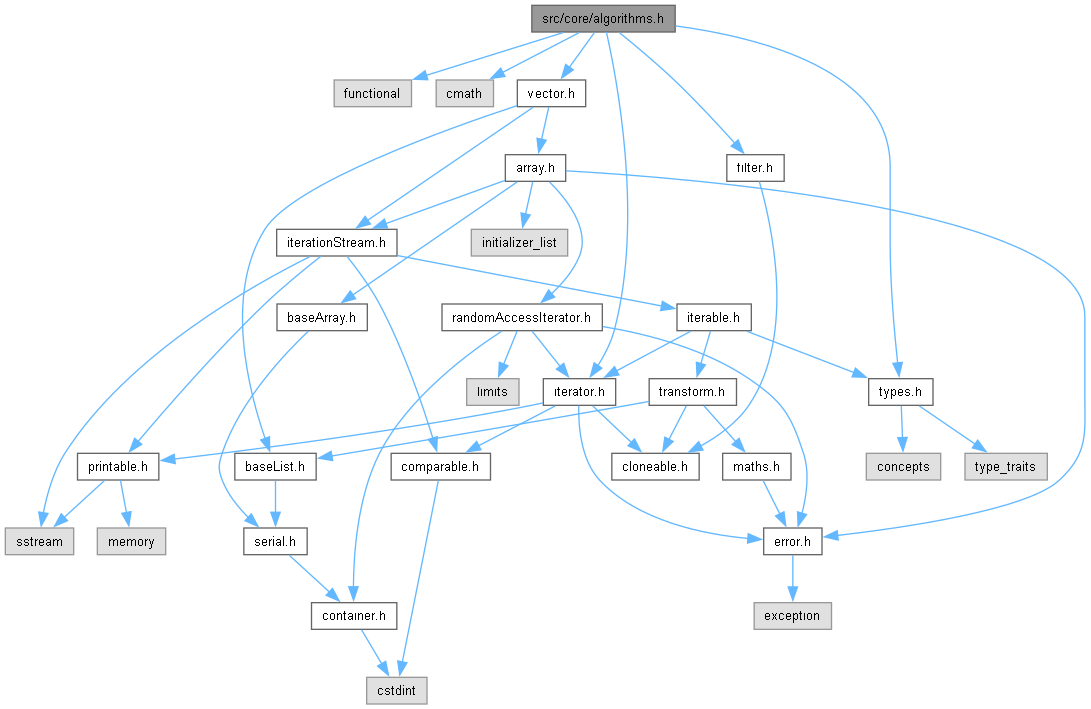 src/core/algorithms.h
functional
cmath
vector.h
array.h
filter.h
iterationStream.h
initializer_list
baseArray.h
randomAccessIterator.h
iterable.h
limits
iterator.h
transform.h
types.h
printable.h
baseList.h
comparable.h
cloneable.h
maths.h
concepts
type_traits
sstream
memory
serial.h
error.h
container.h
exception
cstdint